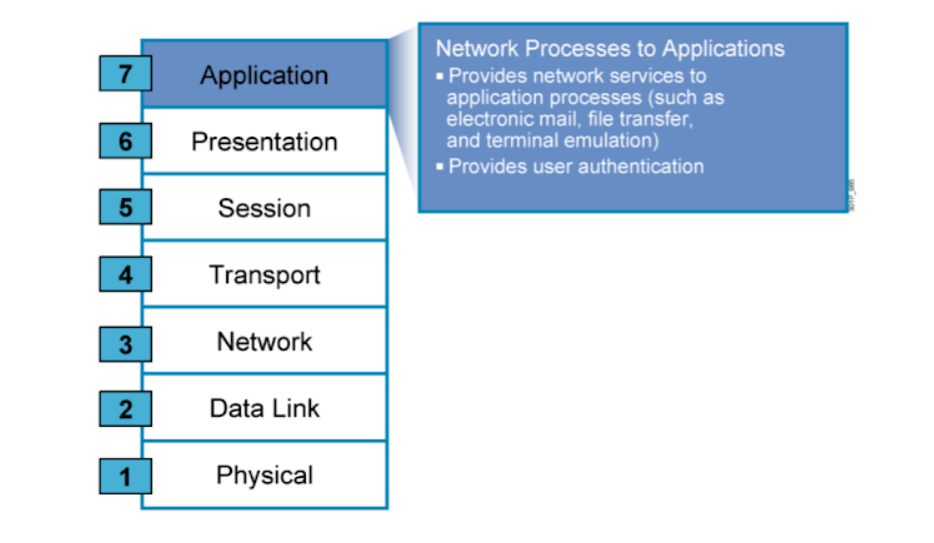 7 Application
6 Presentation
5 Session
4 Transport
3 Network
2 Data Link
1 Physical
Network Processes to Applications
▪ Provides network services to
application processes (such as
electronic mail, file transfer,
and terminal emulation)
▪ Provides user authentication